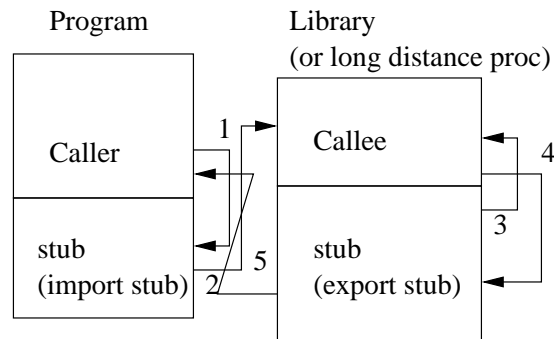 Program
Library
(or long distance proc)
1
Caller
Callee
4
3
stub
(import stub)
2
5
stub
(export stub)